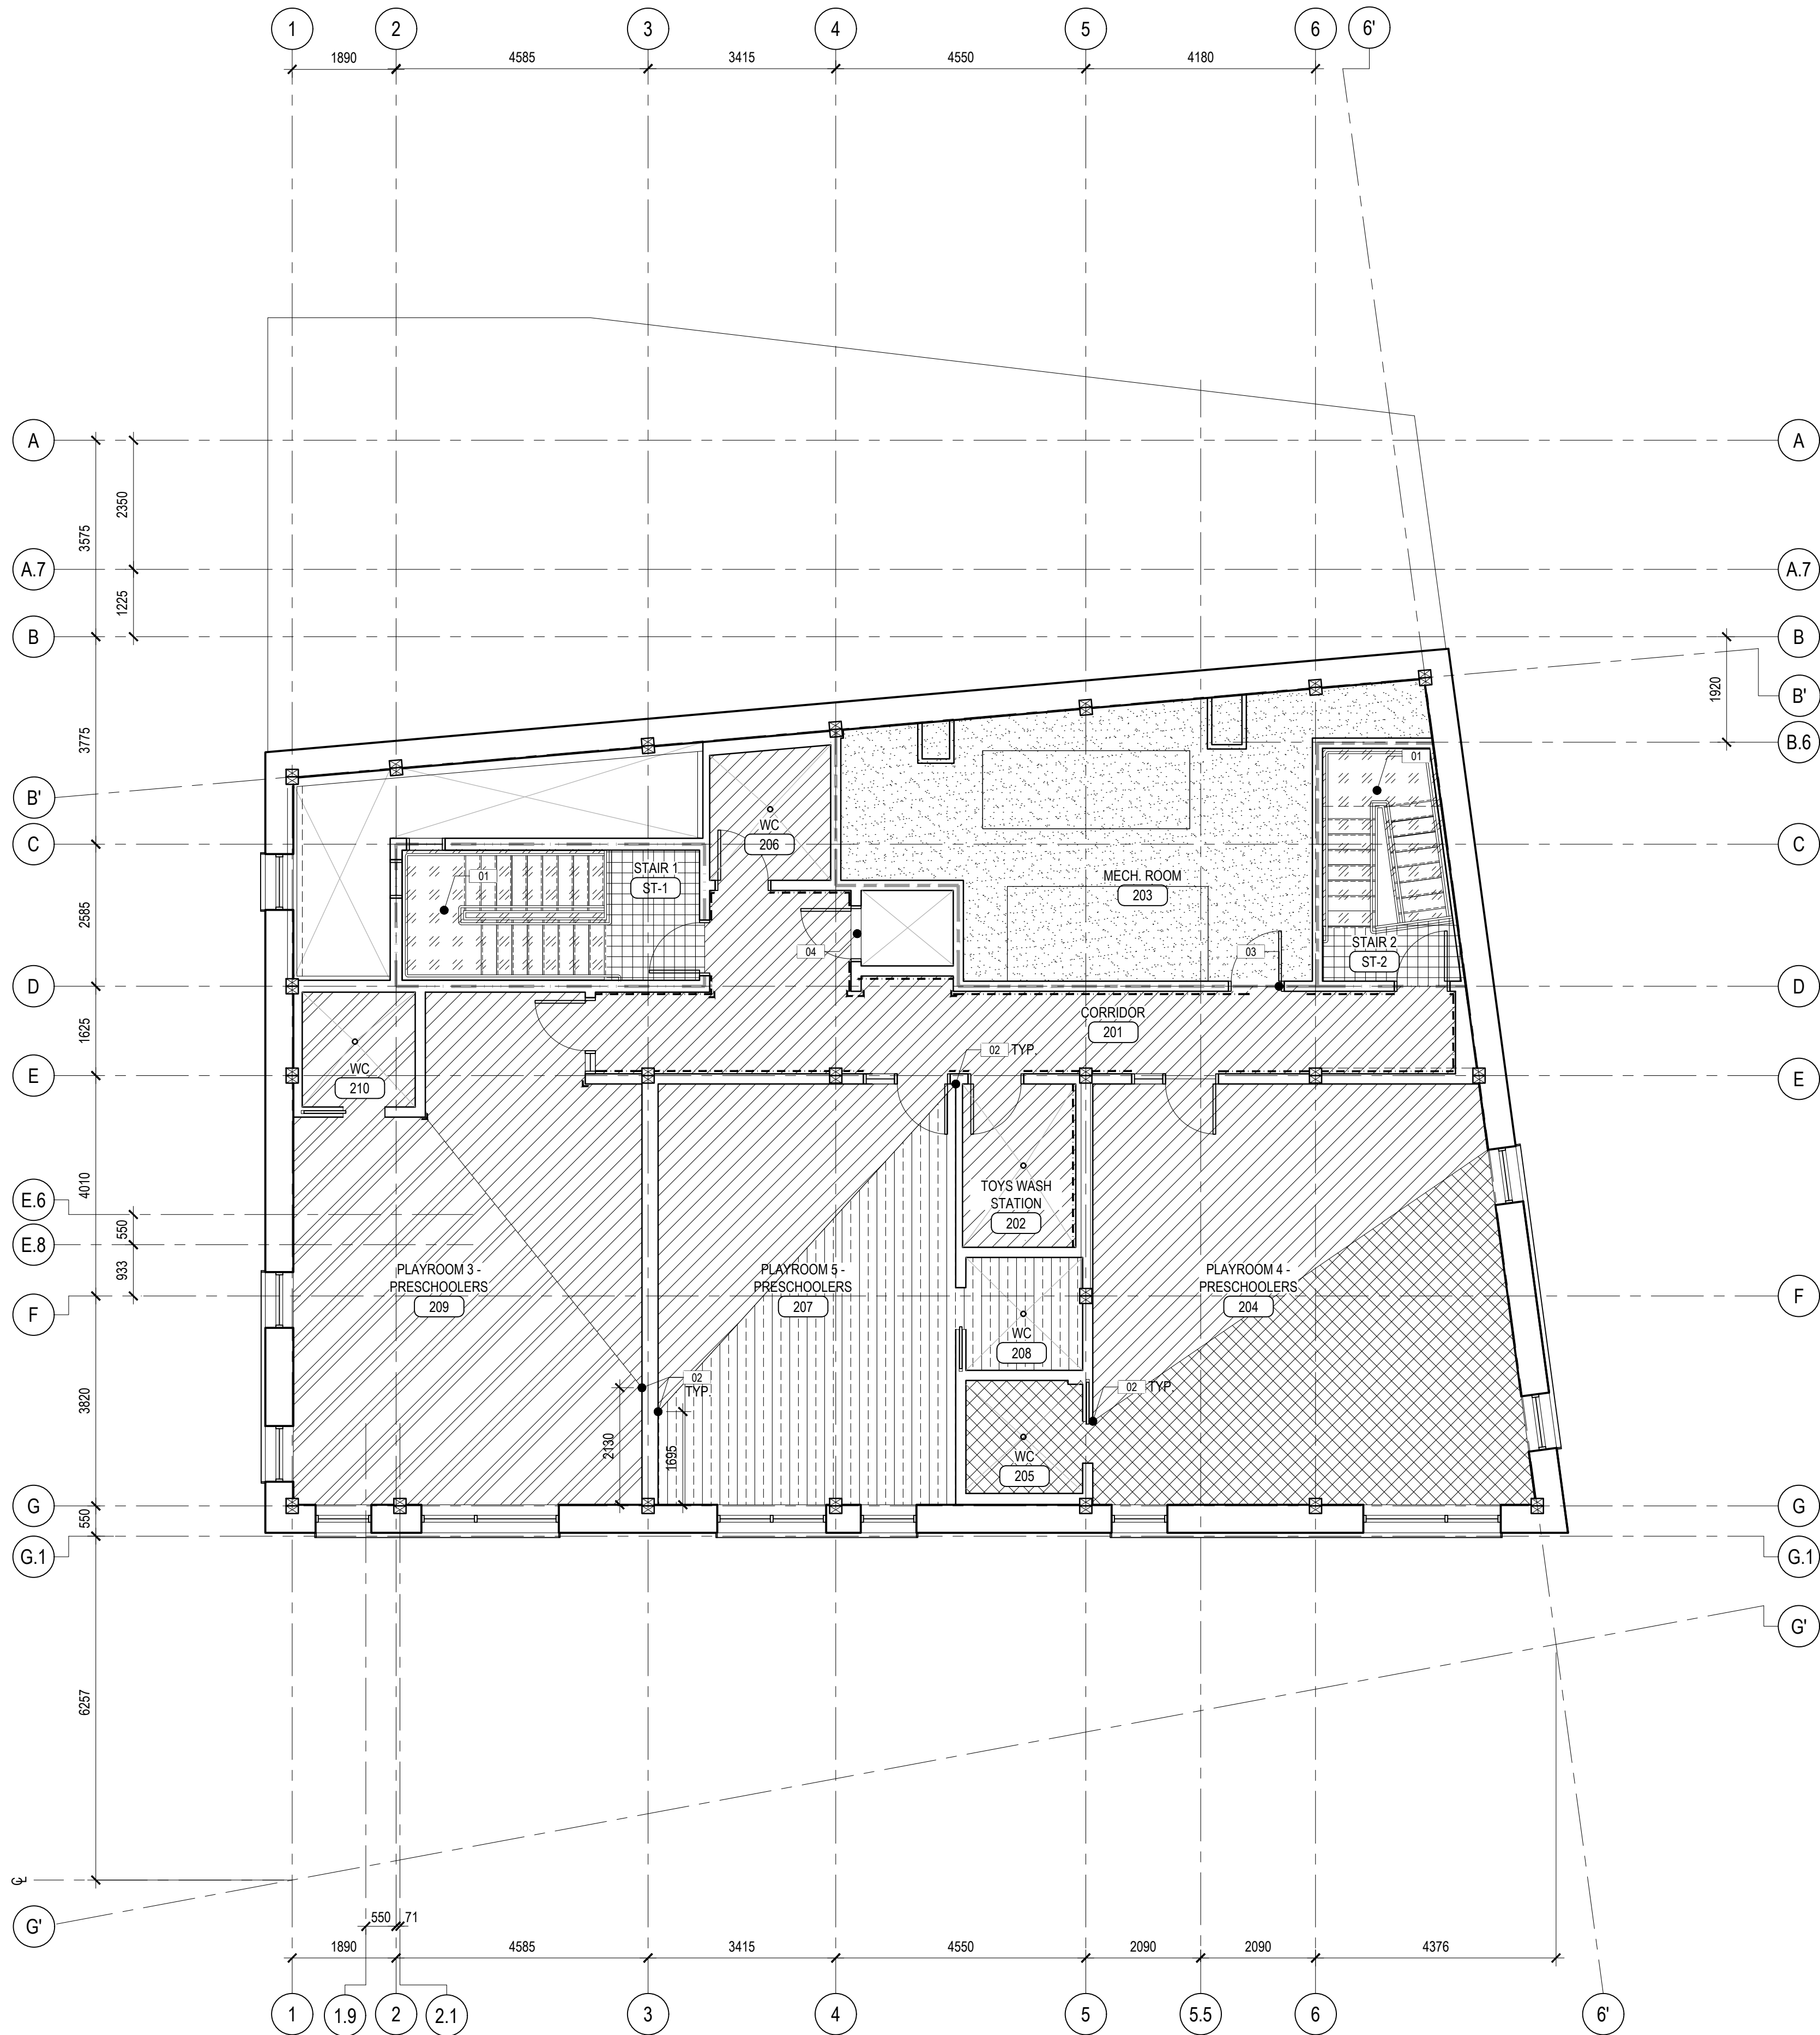 1
2
3
4
5
6
6'
1890
4585
3415
4550
4180
A
A
2350
3575
A.7
A.7
1225
B
B
B'
1920
B.6
3775
B'
01
WC
206
C
C
STAIR 1
ST-1
01
MECH. ROOM
203
2585
04
03
STAIR 2
ST-2
D
D
CORRIDOR
201
1625
02 TYP.
WC
210
E
E
4010
TOYS WASH
STATION
202
E.6
550
E.8
933
PLAYROOM 3 -
PRESCHOOLERS
209
PLAYROOM 5 -
PRESCHOOLERS
207
PLAYROOM 4 -
PRESCHOOLERS
204
F
F
WC
208
02
TYP.
02 TYP.
3820
2130
1695
WC
205
G
G
550
G.1
G.1
G'
6257
G'
550
71
1890
4585
3415
4550
2090
2090
4376
1
1.9
2
2.1
3
4
5
5.5
6
6'